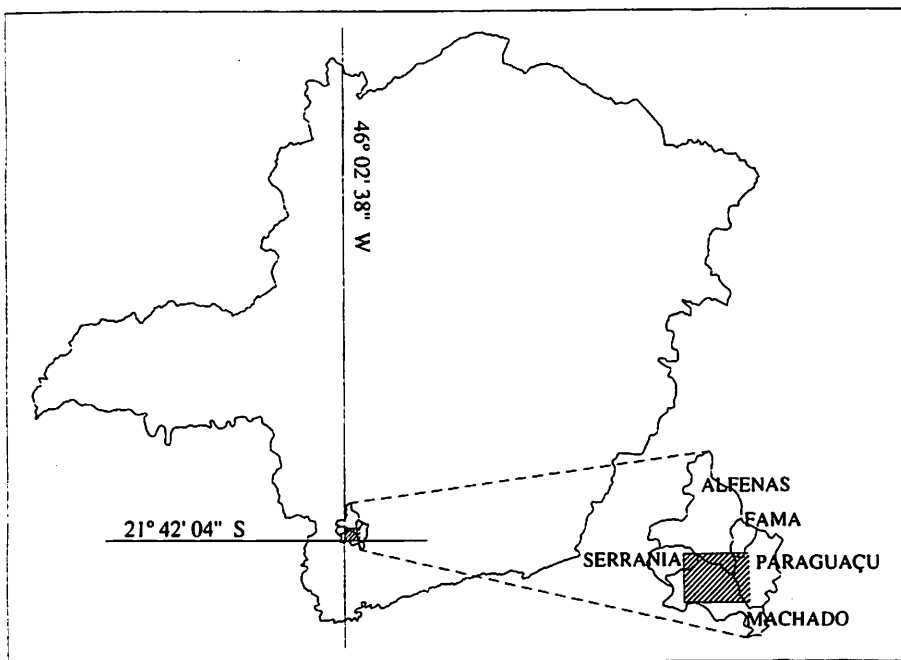 46° 02' 38" W
ALFENAS
FAMA
21° 42' 04" S
SERRANIA
PARAGUAÇU
MACHADO